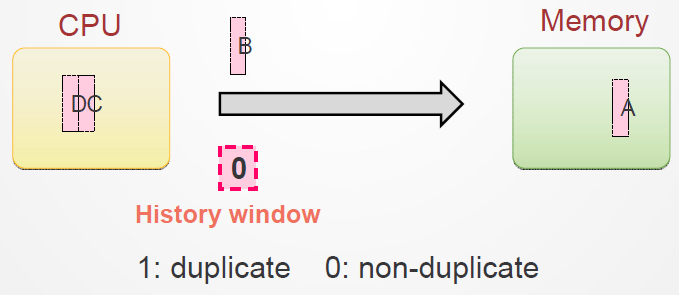 CPU
Memory
B
DC
A
0
History window
1: duplicate 0: non-duplicate